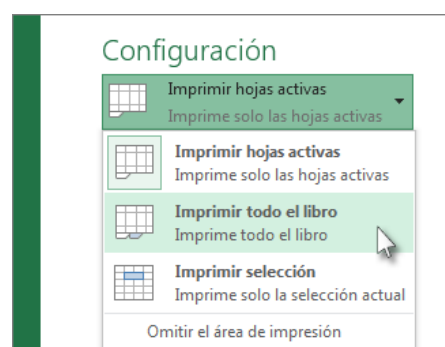 Configuración
Imprimir hojas activas
Imprime solo las hojas activas
Imprimir hojas activas
Imprime solo las hojas activas
Imprimir todo el libro
Imprime todo el libro
Imprimir selección
Imprime solo la selección actual
Omitir el área de impresión